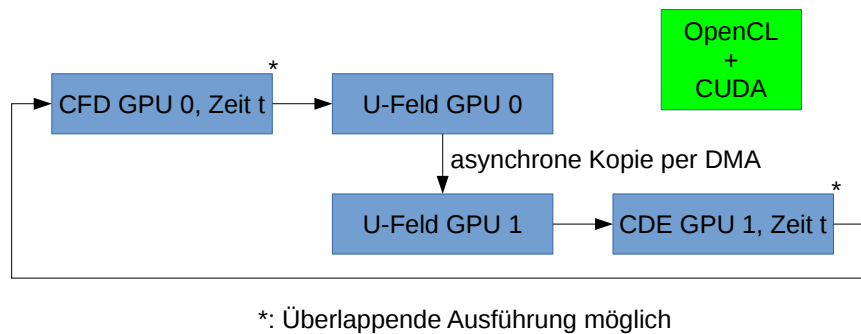 OpenCL
+
CUDA
*
CFD GPU 0, Zeit t
U-Feld GPU 0
asynchrone Kopie per DMA
*
U-Feld GPU 1
CDE GPU 1, Zeit t
*: Überlappende Ausführung möglich